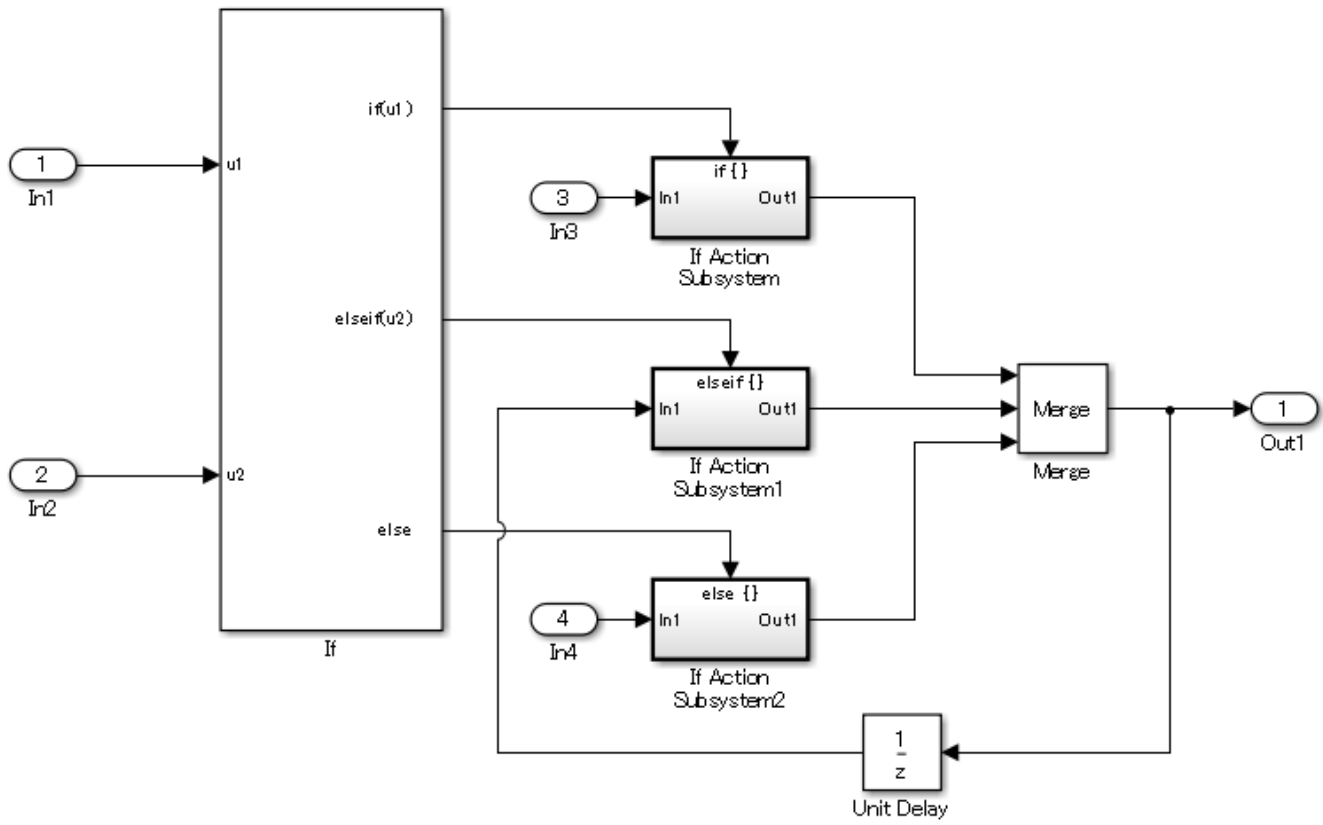 if(u1)
1
u1
In1
if {}
In1
Out1
3
In3
If Action
Subsystem
elseif(u2)
elseif {}
In1
Out1
If Action
Subsystem1
Merge
Merge
1
Out1
2
u2
In2
else
else {}
In1
Out1
4
In4
If Action
Subsystem2
If
1
z
Unit Delay